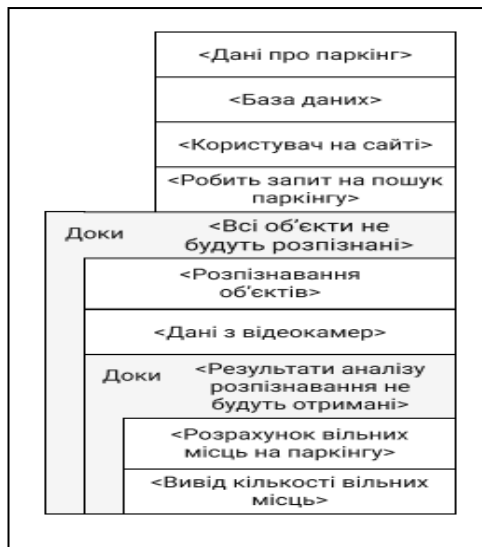 <Дані про паркінг>
<База даних>
<Користувач на сайті>
<Робить запит на пошук
паркінгу>
Доки <Всі об'єкти не
будуть розпізнані>
<Розпізнавання
об'єктів>
<Дані з відеокамер>
Доки <Результати аналізу
розпізнавання не
будуть отримані>
<Розрахунок вільних
місць на паркінгу>
<Вивід кількості вільних
місць>